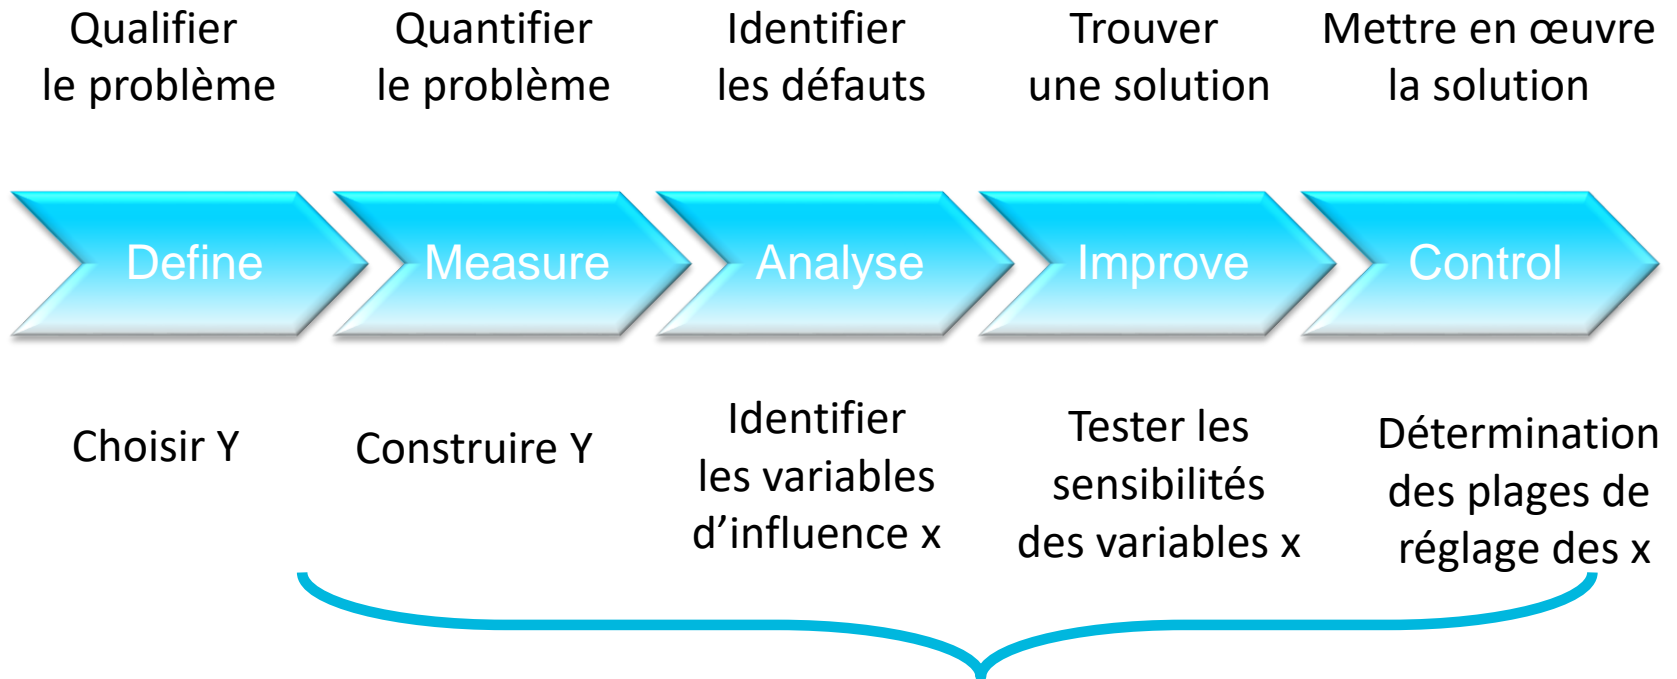 Qualifier
le problème
Quantifier
le problème
Identifier
les défauts
Trouver
une solution
Mettre en œuvre
la solution
Define
Measure
Analyse
Improve
Control
Choisir Y
Construire Y
Identifier
les variables
d’influence x
Tester les
sensibilités
des variables x
Détermination
des plages de
réglage des x